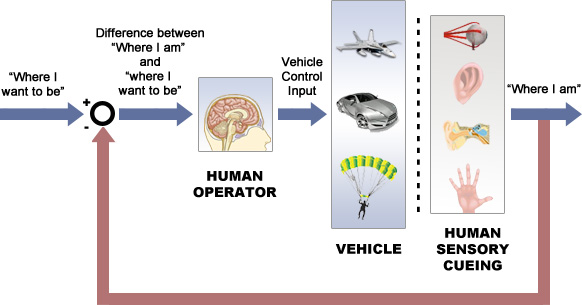 "Where I
want to be"
+
-
Difference between
"Where I am"
and
"where I
want to be"
HUMAN
OPERATOR
Vehicle
Control
Input
VEHICLE
HUMAN
SENSORY
CUEING
"Where I am"